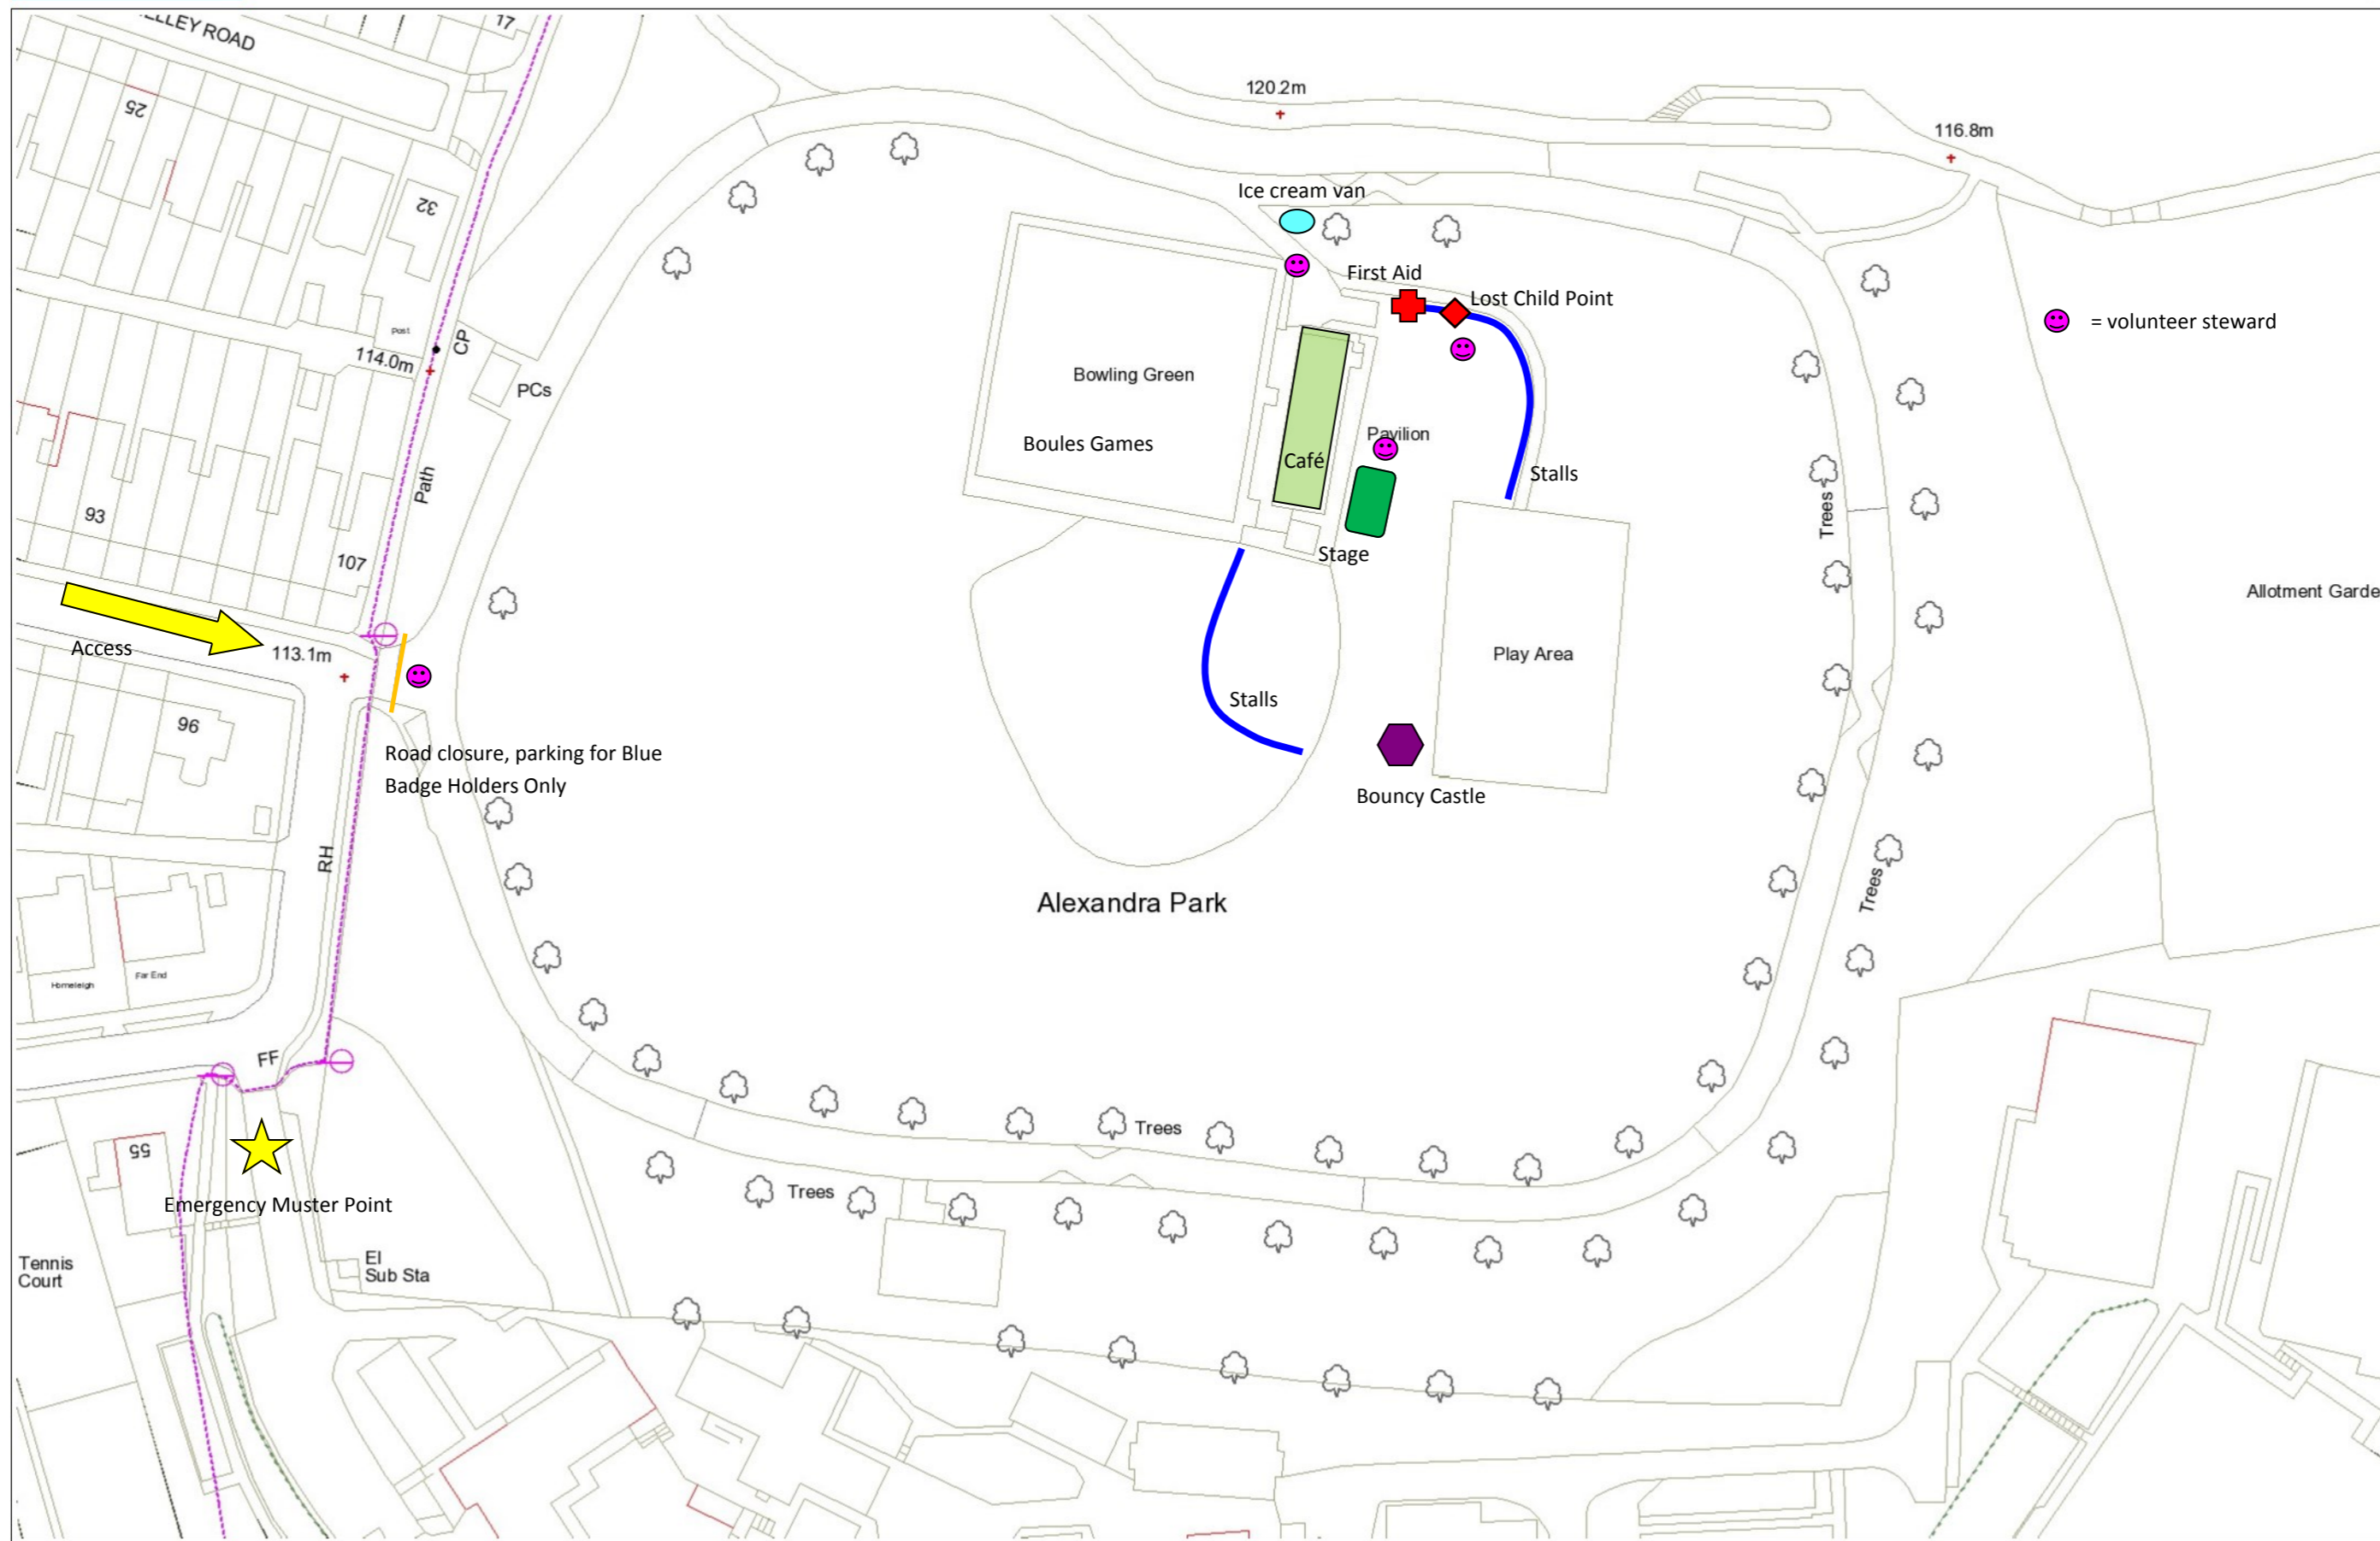 ELLEY ROAD
17
120.2m
25
116.8m
Ice cream van
32
First Aid
Lost Child Point
= volunteer steward
Post
CP
114.0m
PCs
Bowling Green
Pavilion
Boules Games
Café
Stalls
Path
93
Trees
107
Stage
Allotment Garde
Access
113.1m
Play Area
Stalls
96
Road closure, parking for Blue
Badge Holders Only
Bouncy Castle
RH
Trees
Alexandra Park
Far End
Homeleigh
FF
Trees
55
Trees
Emergency Muster Point
El
Sub Sta
Tennis
Court